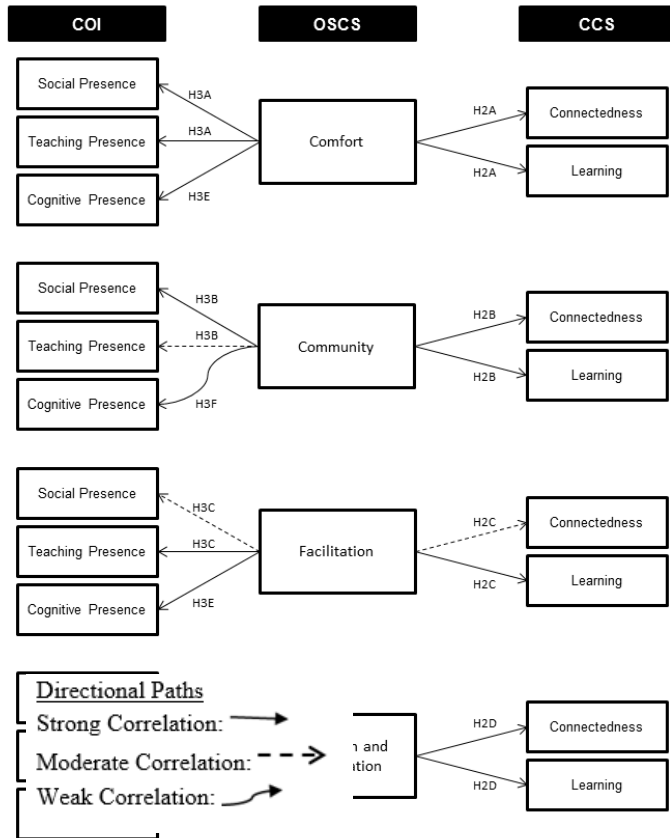 COI
OSCS
CCS
Social Presence
H3A
Teaching Presence
H3A
Cognitive Presence
H3E
Comfort
H2A
Connectedness
H2A
Learning
Social Presence
H3B
Teaching Presence
H3B
Cognitive Presence
H3F
Community
H2B
Connectedness
H2B
Learning
Social Presence
H3C
Teaching Presence
H3C
Cognitive Presence
H3E
Facilitation
H2C
Connectedness
H2C
Learning
Directional Paths
Strong Correlation:
Moderate Correlation:
Weak Correlation:
and
H2D
Connectedness
H2D
Learning